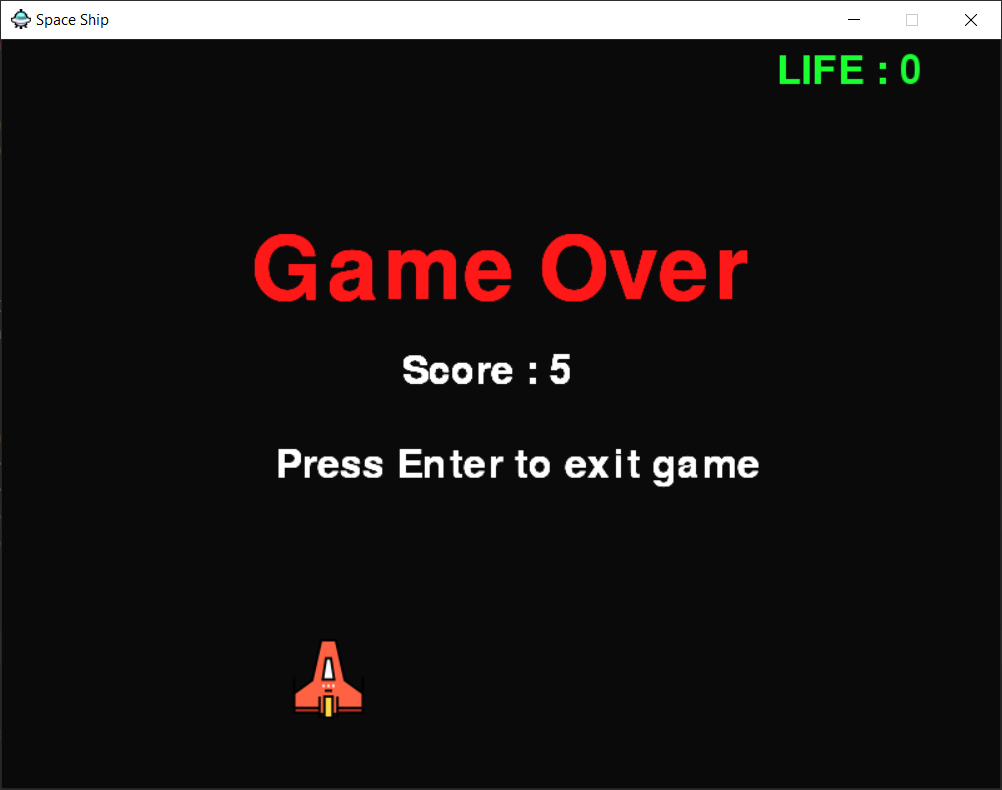 Space Ship
LIFE : 0
Game Over
Score : 5
Press Enter to exit game